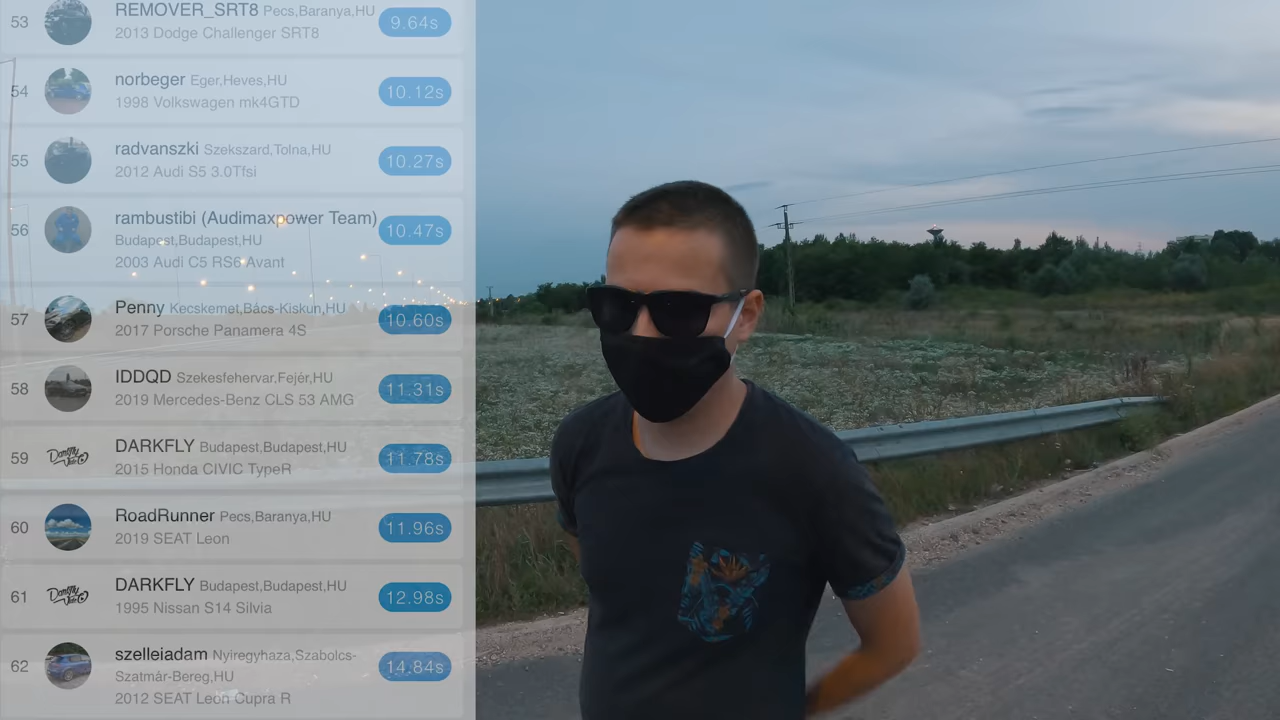 53 REMOVER_SRT8 Pecs,Baranya,HU 9.64s
2013 Dodge Challenger SRT8
54 norbeger Eger,Heves,HU 10.12s
1998 Volkswagen mk4GTD
55 radvanszki Szekszard,Tolna,HU 10.27s
2012 Audi S5 3.0Tfsi
56 rambustibi (Audimaxpower Team) 10.47s
Budapest,Budapest,HU
2003 Audi C5 RS6 Avant
57 Penny Kecskemet,Bács-Kiskun,HU 10.60s
2017 Porsche Panamera 4S
58 IDDQD Szekesfehervar,Fejér,HU 11.31s
2019 Mercedes-Benz CLS 53 AMG
59 DARKFLY Budapest,Budapest,HU 11.78s
2015 Honda CIVIC TypeR
60 RoadRunner Pecs,Baranya,HU 11.96s
2019 SEAT Leon
61 DARKFLY Budapest,Budapest,HU 12.98s
1995 Nissan S14 Silvia
62 szelleiadam Nyiregyhaza,Szabolcs-
Szatmár-Bereg,HU 14.84s
2012 SEAT Leon Cupra R